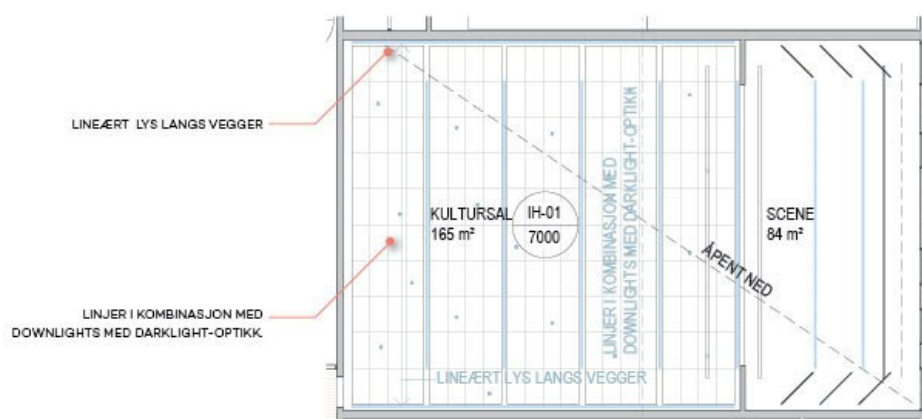 LINEÆRT LYS LANGS VEGGER
LINJER I KOMBINASJON MED
DOWNLIGHTS MED DARKLIGHT-OPTIKK
KULTURSAL
165 m²
IH-01
7000
LINJER I KOMBINASJON MED
DOWNLIGHTS MED DARKLIGHT-OPTIKK
LINEÆRT LYS LANGS VEGGER
SCENE
84 m²
ÅPENT NED